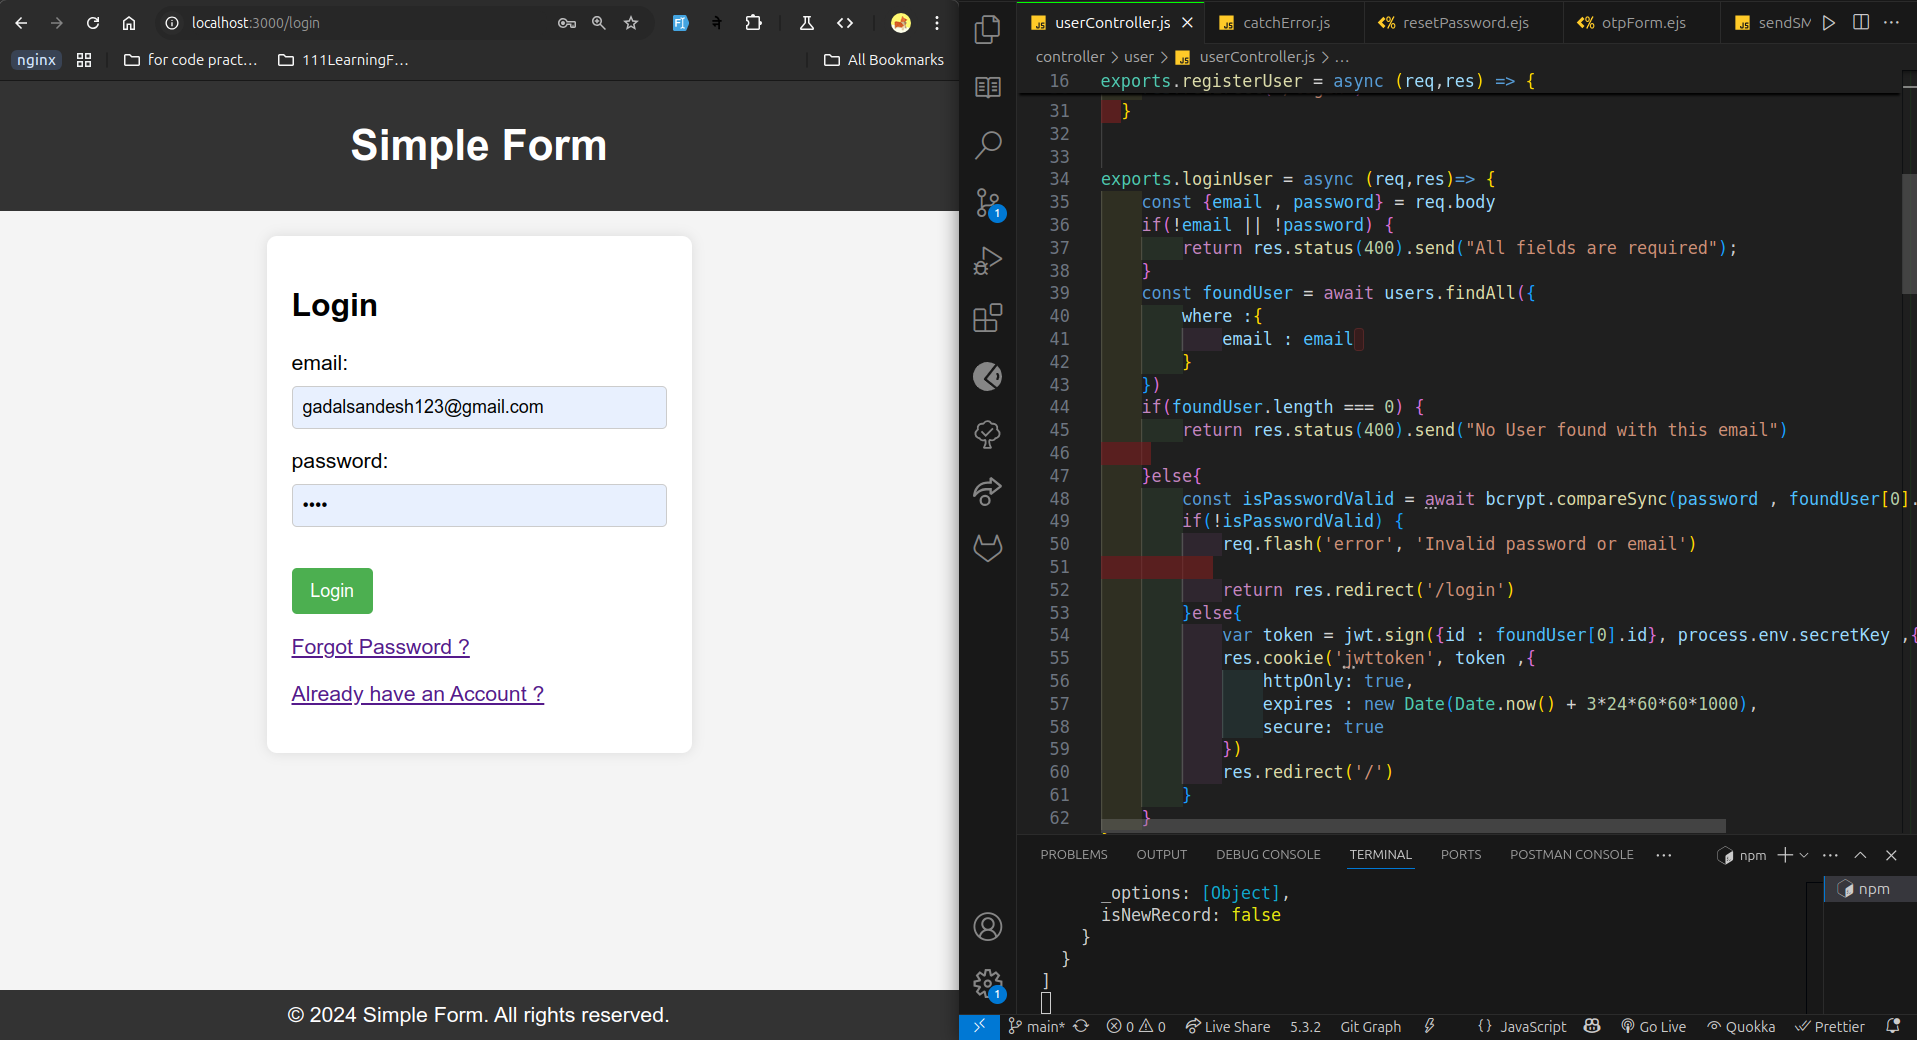 localhost:3000/login
nginx
for code pract...
111LearningF...
All Bookmarks
Simple Form
Login
email:
gadalsandesh123@gmail.com
password:
••••
Login
Forgot Password ?
Already have an Account ?
© 2024 Simple Form. All rights reserved.
JS userController.js
JS catchError.js
<% resetPassword.ejs
<% otpForm.ejs
JS sendSM
controller > user > JS userController.js > ...
16 exports.registerUser = async (req,res) => {
31 }
32
33
34 exports.loginUser = async (req,res)=> {
35 const {email , password} = req.body
36 if(!email || !password) {
37 return res.status(400).send("All fields are required");
38 }
39 const foundUser = await users.findAll({
40 where :{
41 email : email
42 }
43 })
44 if(foundUser.length === 0) {
45 return res.status(400).send("No User found with this email")
46
47 }else{
48 const isPasswordValid = await bcrypt.compareSync(password , foundUser[0].
49 if(!isPasswordValid) {
50 req.flash('error', 'Invalid password or email')
51
52 return res.redirect('/login')
53 }else{
54 var token = jwt.sign({id : foundUser[0].id}, process.env.secretKey ,{
55 res.cookie('jwttoken', token ,{
56 httpOnly: true,
57 expires : new Date(Date.now() + 3*24*60*60*1000),
58 secure: true
59 })
60 res.redirect('/')
61 }
62 }
PROBLEMS
OUTPUT
DEBUG CONSOLE
TERMINAL
PORTS
POSTMAN CONSOLE
npm
_options: [Object],
isNewRecord: false
}
}
]
npm
1
1
main*
0
0
Live Share
5.3.2
Git Graph
{} JavaScript
Go Live
Quokka
Prettier